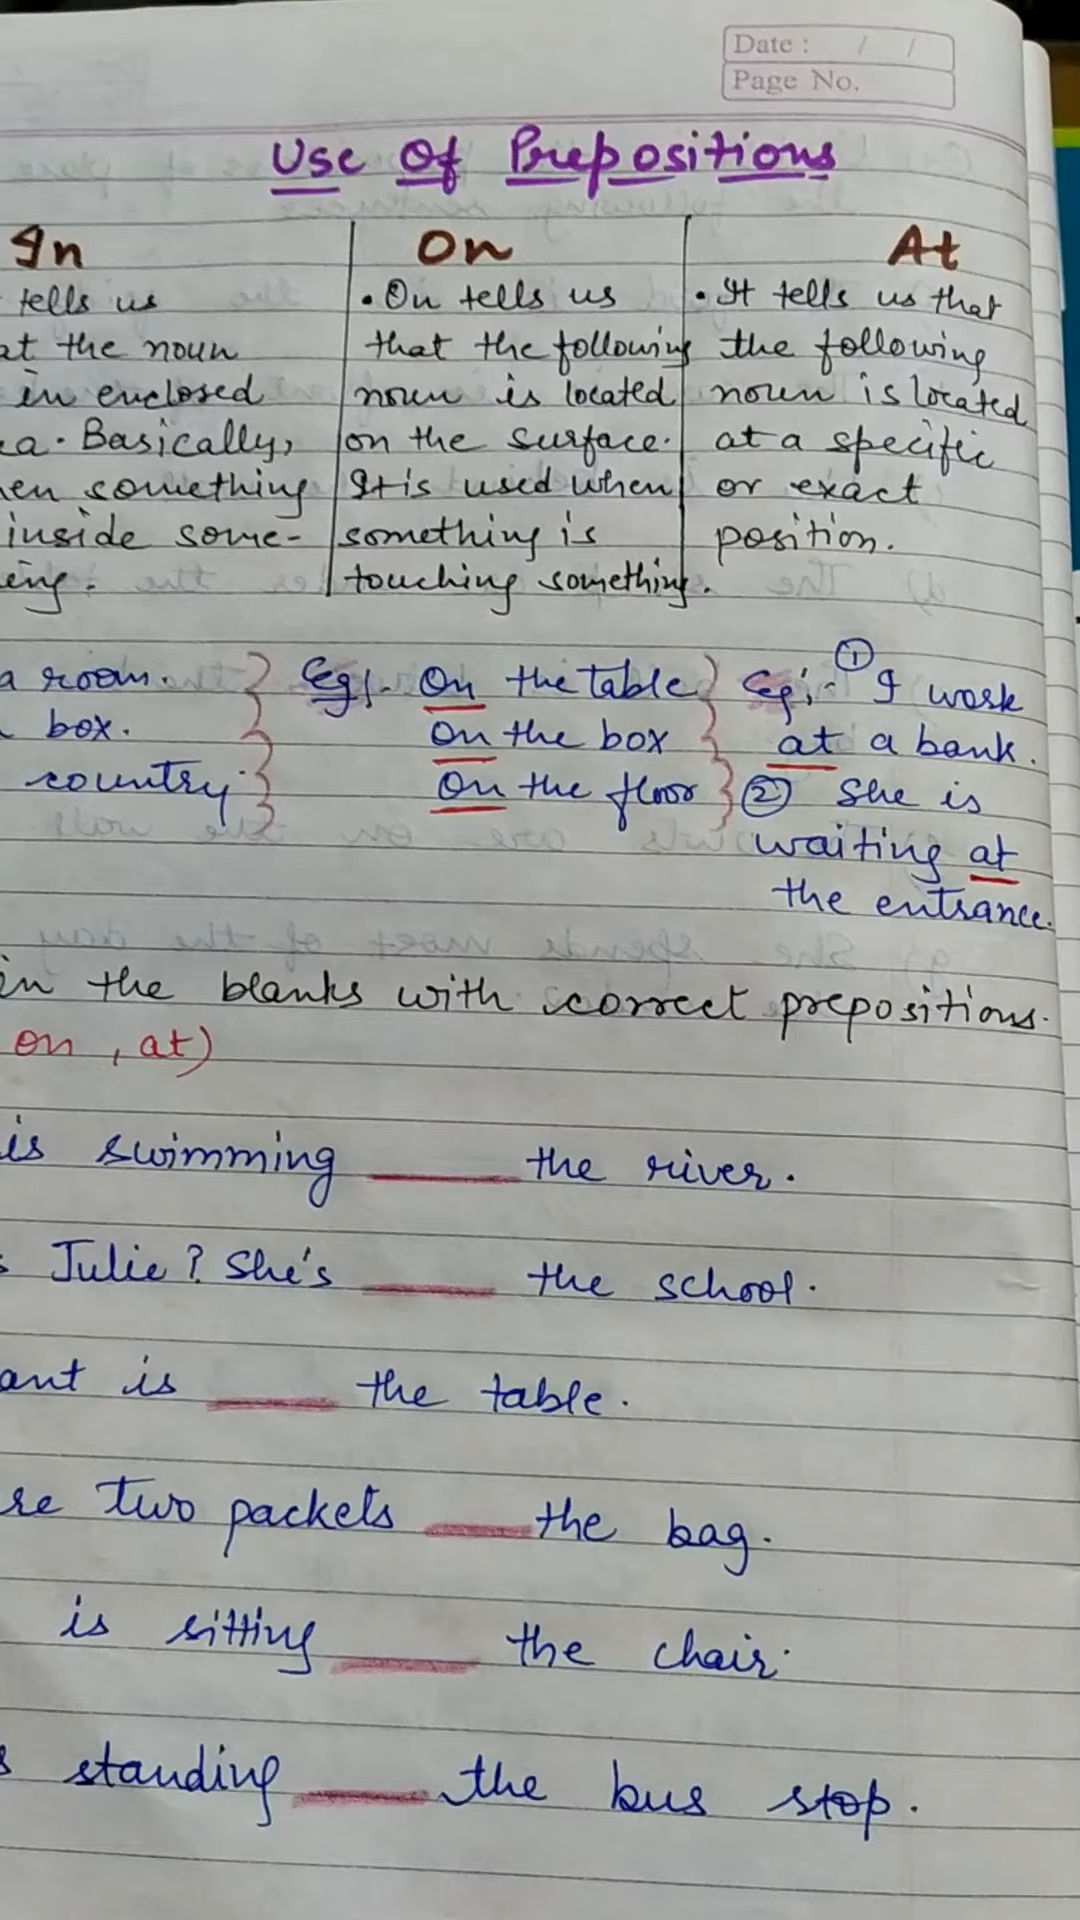 Date : / /
Page No.
Use Of Prepositions
In
tells us
at the noun
in enclosed
a. Basically,
en something
inside some-
ing.
On
• On tells us
that the following
noun is located
on the surface.
It is used when
something is
touching something.
At
• It tells us that
the following
noun is located
at a specific
or exact
position.
a room.
box.
country.
Eg:- On the table
On the box
On the floor
Eg:- ① I work
at a bank.
② She is
waiting at
the entrance.
in the blanks with correct prepositions.
on , at)
is swimming ____ the river.
s Julie? She's ____ the school.
ant is ____ the table.
re two packets ____ the bag.
is sitting ____ the chair.
s standing ____ the bus stop.